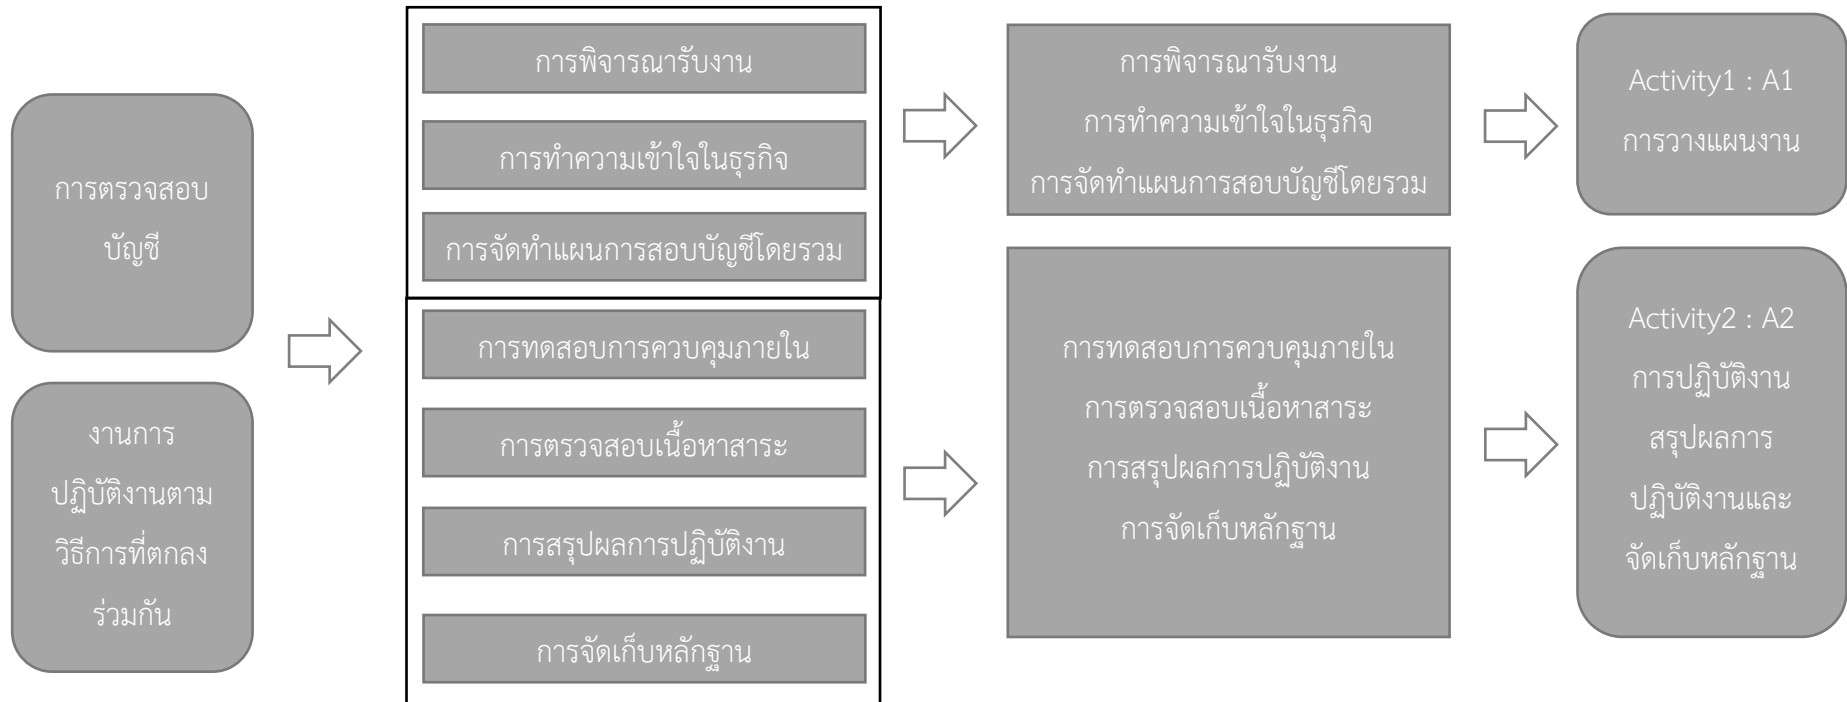 การตรวจสอบ
บัญชี
งานการ
ปฏิบัติงานตาม
วิธีการที่ตกลง
ร่วมกัน
การพิจารณารับงาน
การทำความเข้าใจในธุรกิจ
การจัดทำแผนการสอบบัญชีโดยรวม
การทดสอบการควบคุมภายใน
การตรวจสอบเนื้อหาสาระ
การสรุปผลการปฏิบัติงาน
การจัดเก็บหลักฐาน
การพิจารณารับงาน
การทำความเข้าใจในธุรกิจ
การจัดทำแผนการสอบบัญชีโดยรวม
การทดสอบการควบคุมภายใน
การตรวจสอบเนื้อหาสาระ
การสรุปผลการปฏิบัติงาน
การจัดเก็บหลักฐาน
Activity1 : A1
การวางแผนงาน
Activity2 : A2
การปฏิบัติงาน
สรุปผลการ
ปฏิบัติงานและ
จัดเก็บหลักฐาน